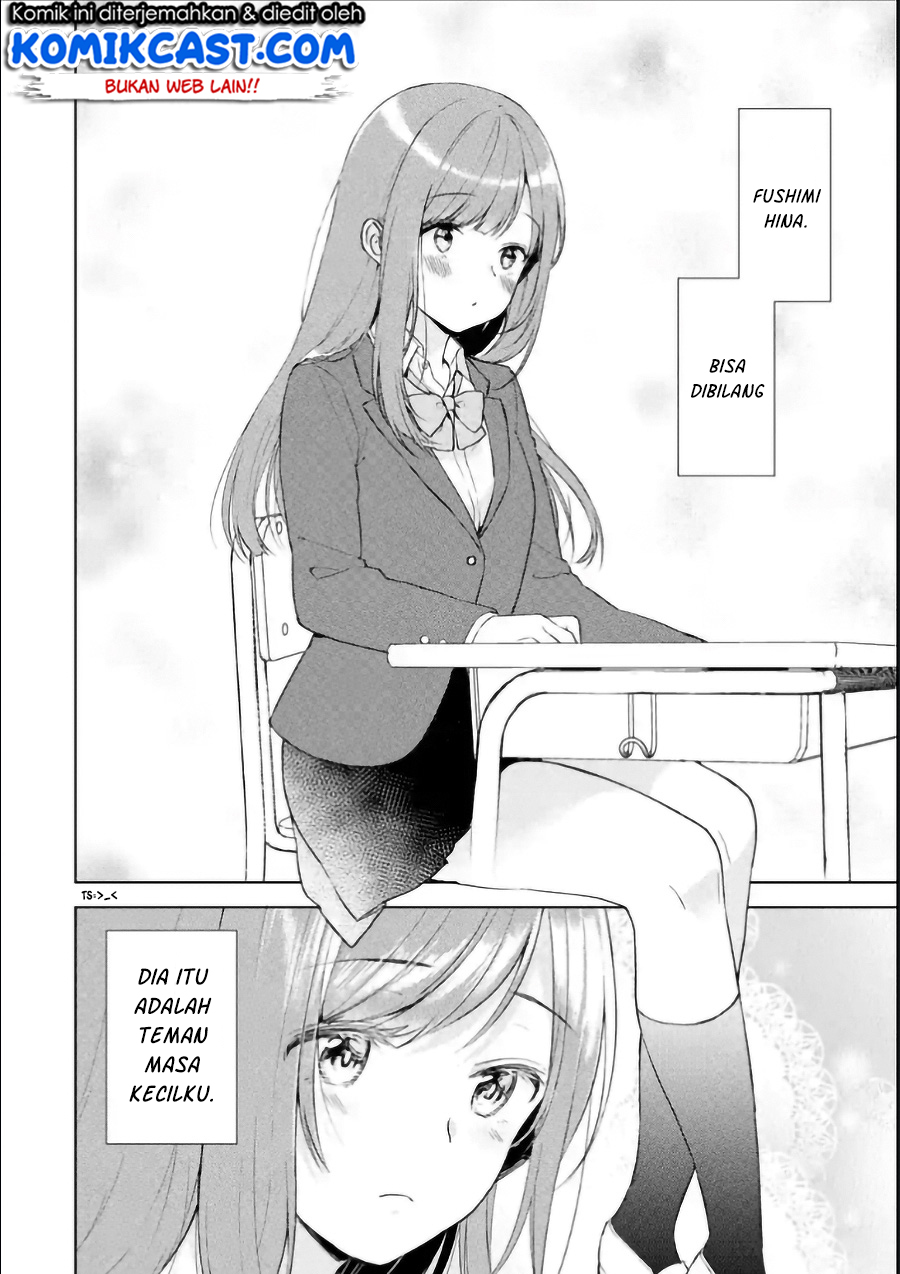 Komik ini diterjemahkan & diedit oleh
KOMIKCAST.COM
BUKAN WEB LAIN!!
FUSHIMI
HINA.
BISA
DIBILANG
TS:>_<
DIA ITU
ADALAH
TEMAN
MASA
KECILKU.